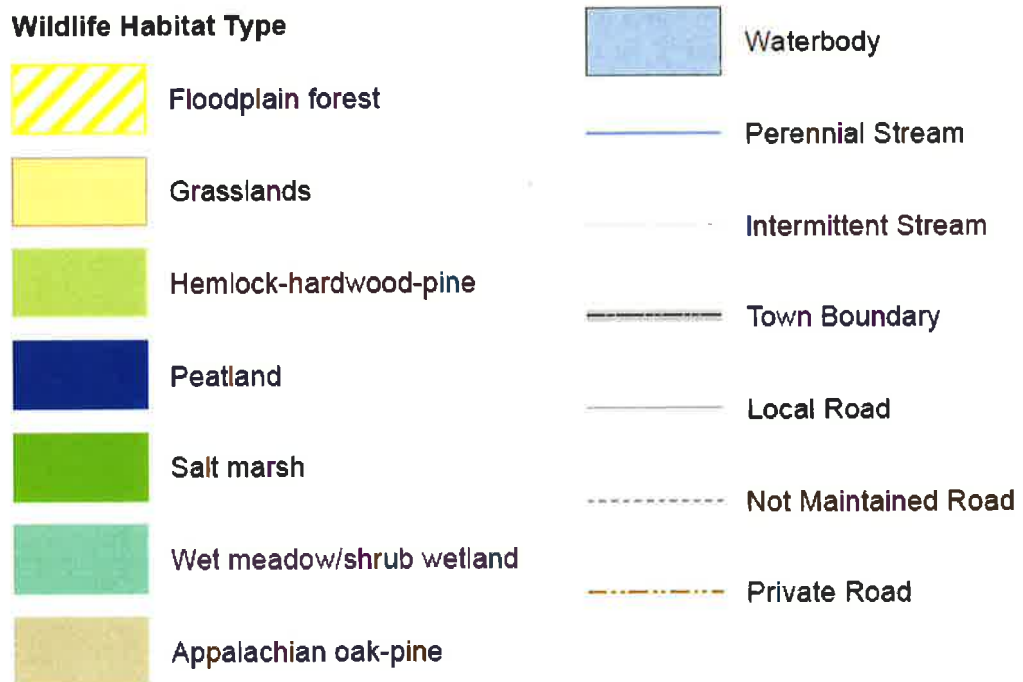 Wildlife Habitat Type
Floodplain forest
Grasslands
Hemlock-hardwood-pine
Peatland
Salt marsh
Wet meadow/shrub wetland
Appalachian oak-pine
Waterbody
Perennial Stream
Intermittent Stream
Town Boundary
Local Road
Not Maintained Road
Private Road